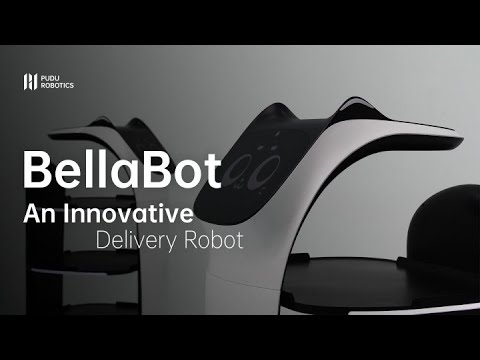 PUDU
ROBOTICS
BellaBot
An Innovative
Delivery Robot